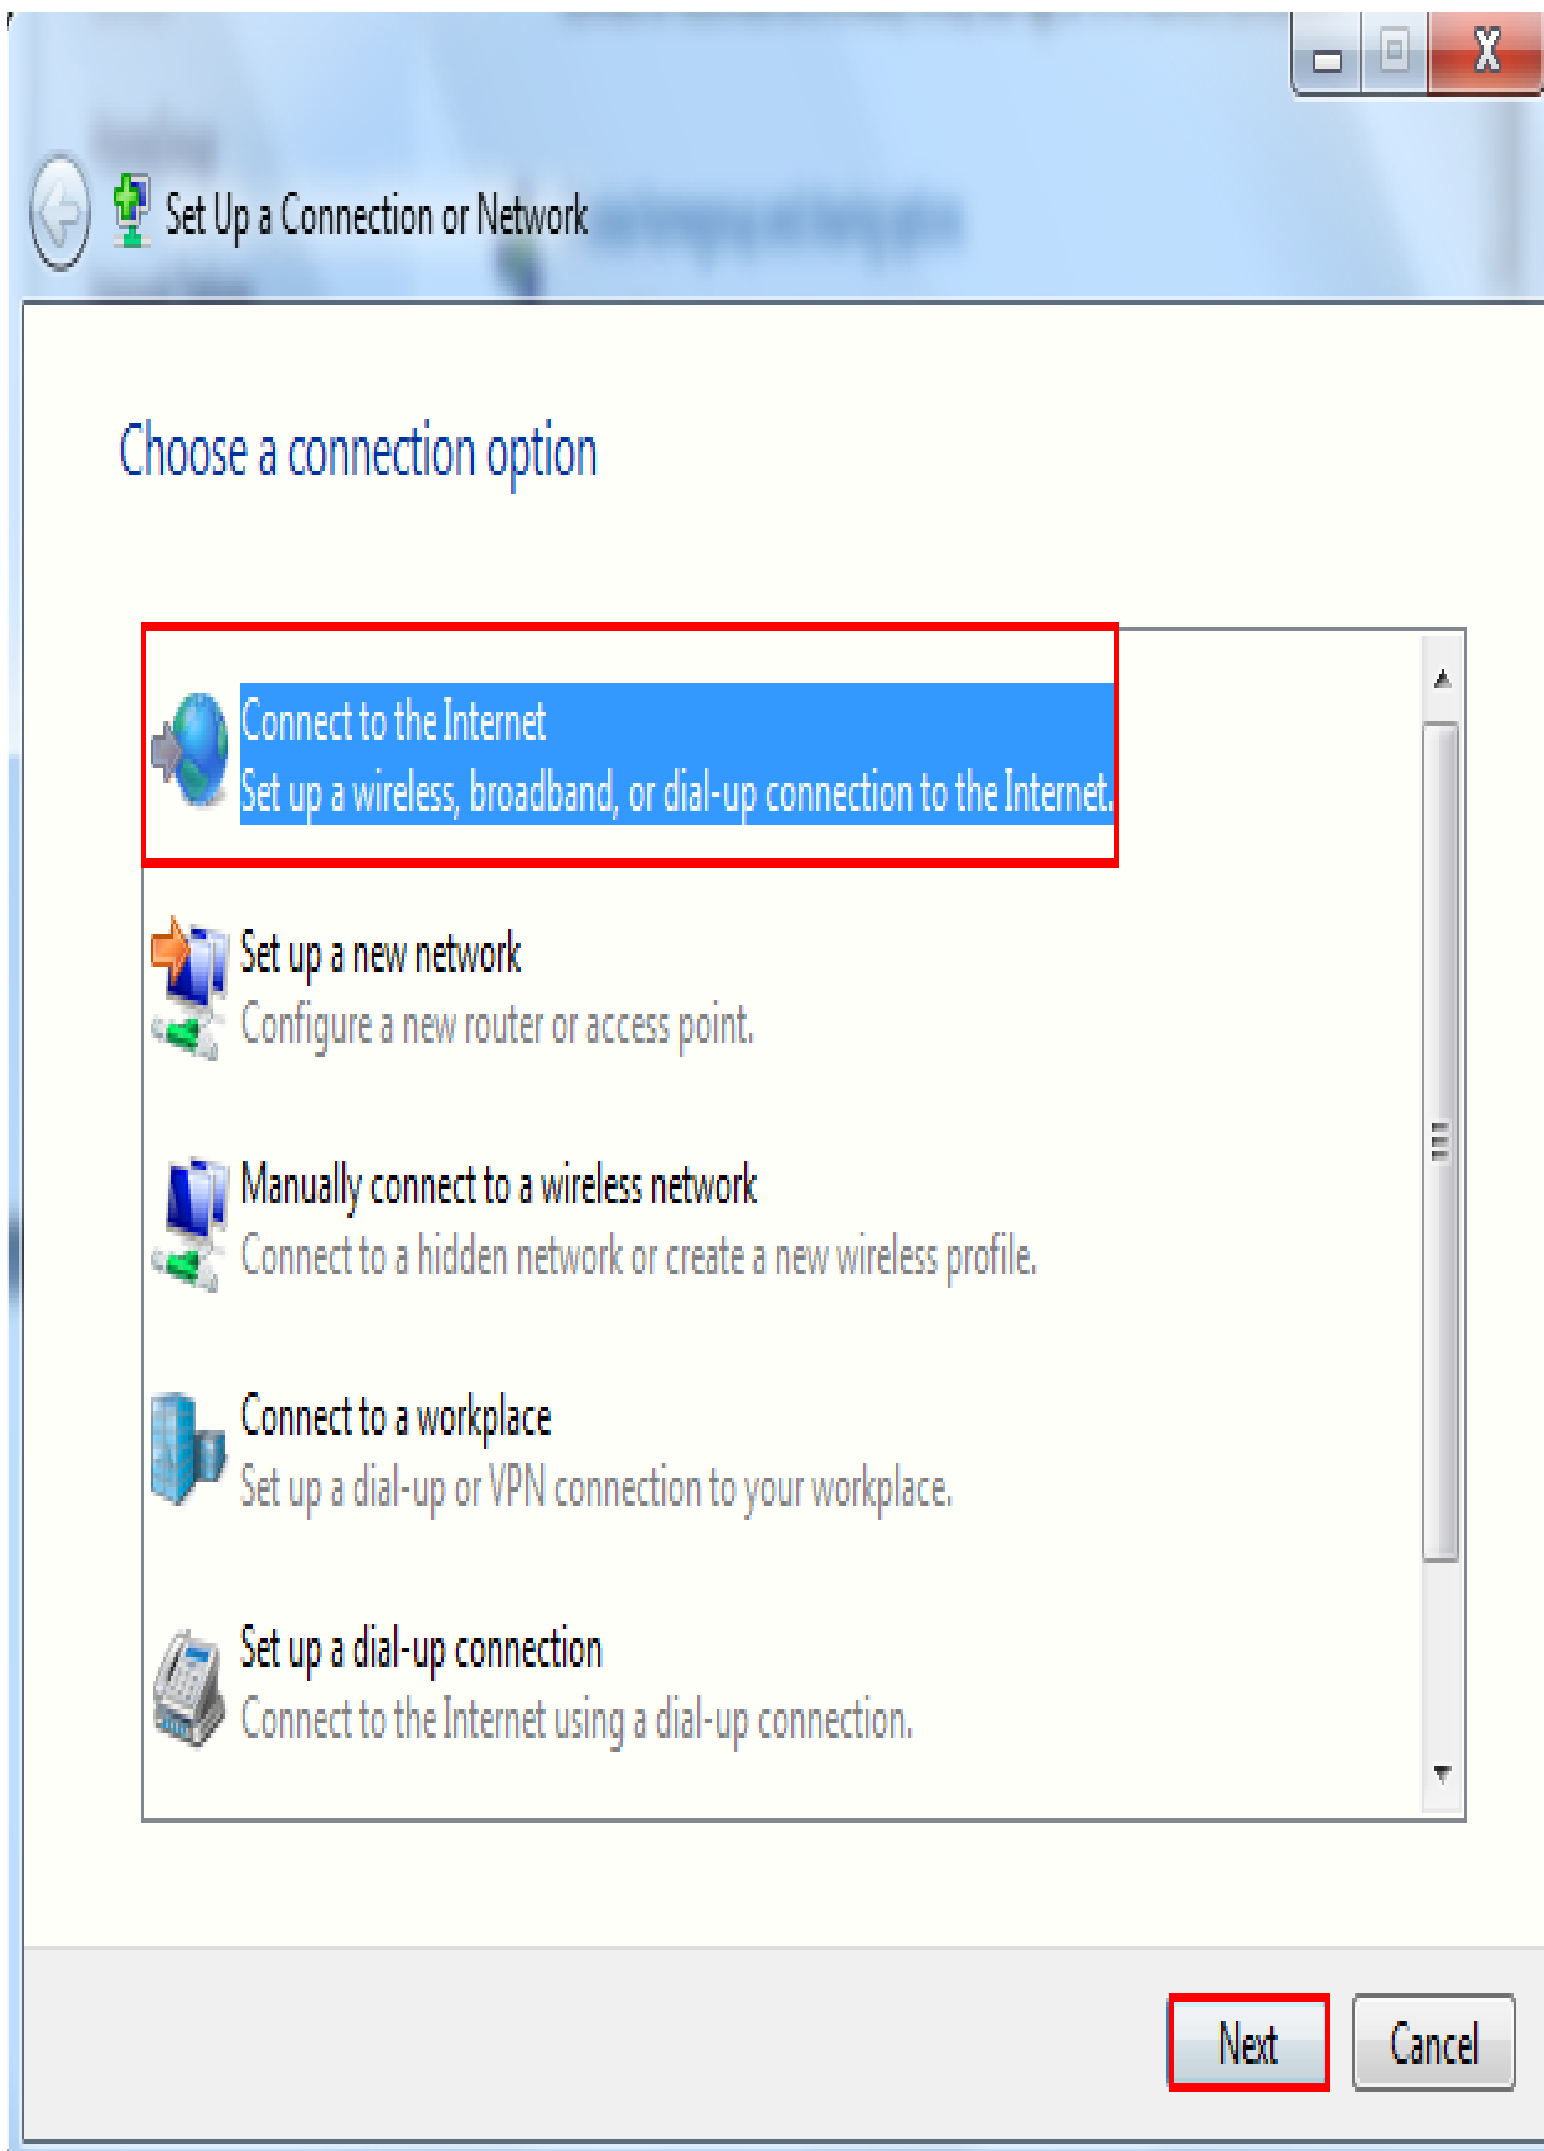 Set Up a Connection or Network
Choose a connection option
Connect to the Internet
Set up a wireless, broadband, or dial-up connection to the Internet.
Set up a new network
Configure a new router or access point.
Manually connect to a wireless network
Connect to a hidden network or create a new wireless profile.
Connect to a workplace
Set up a dial-up or VPN connection to your workplace.
Set up a dial-up connection
Connect to the Internet using a dial-up connection.
Next
Cancel